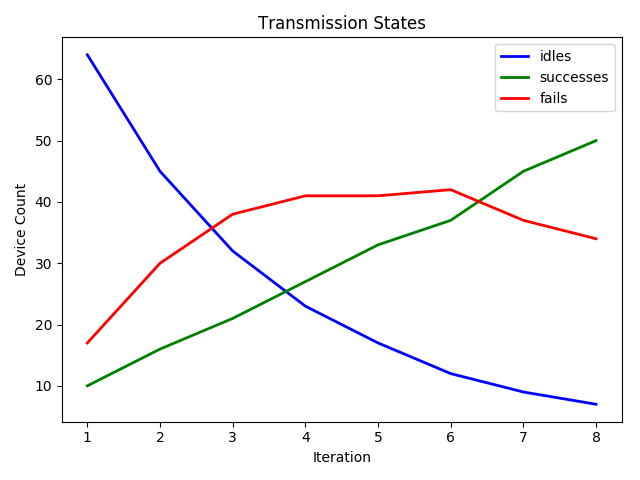 Transmission States
idles
successes
fails
Device Count
60
50
40
30
20
10
1 2 3 4 5 6 7 8
Iteration